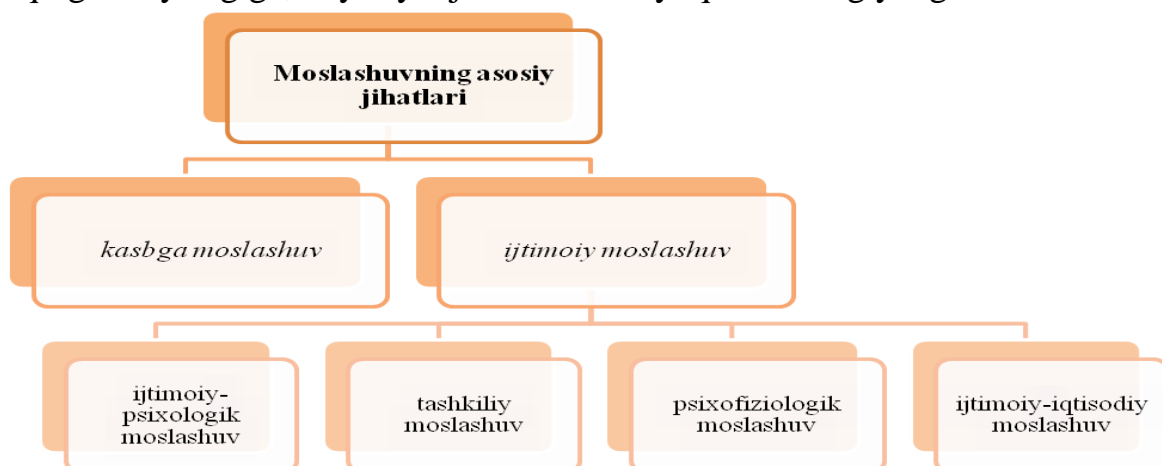 Moslashuvning asosiy
jihatlari
kasbga moslashuv
ijtimoiy moslashuv
ijtimoiy-
psixologik
moslashuv
tashkiliy
moslashuv
psixofiziologik
moslashuv
ijtimoiy-iqtisodiy
moslashuv